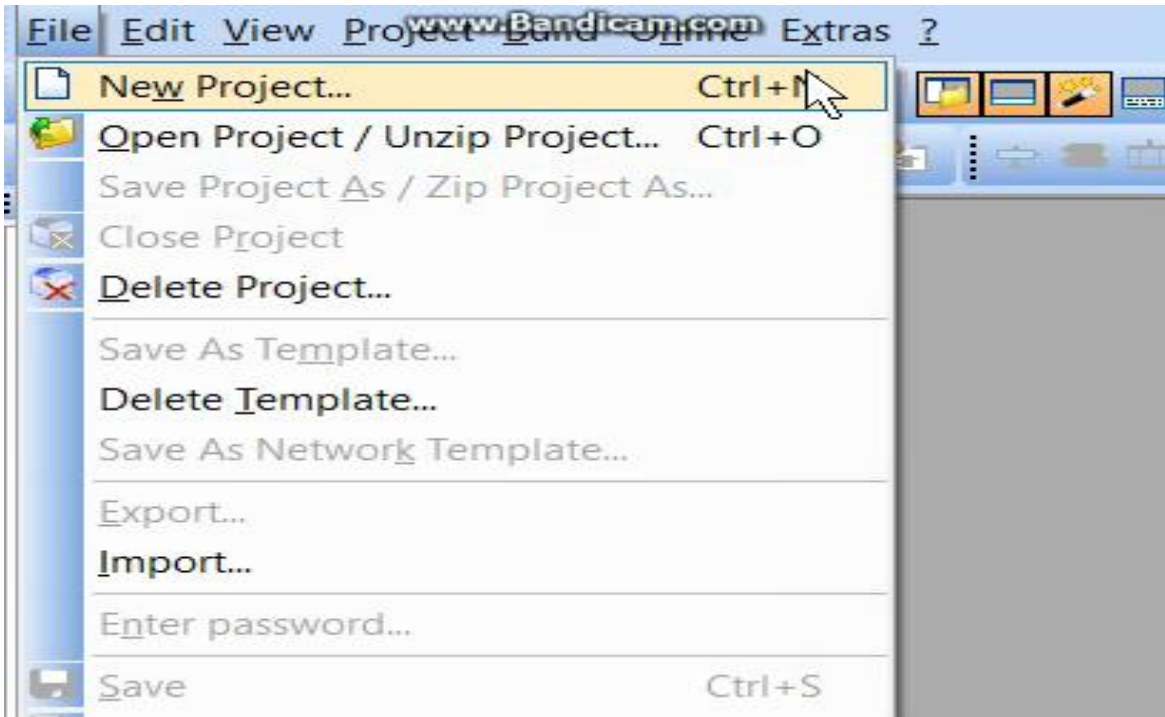 www.Bandicam.com
File Edit View Project Build Online Extras ?
New Project... Ctrl+N
Open Project / Unzip Project... Ctrl+O
Save Project As / Zip Project As...
Close Project
Delete Project...
Save As Template...
Delete Template...
Save As Network Template...
Export...
Import...
Enter password...
Save Ctrl+S